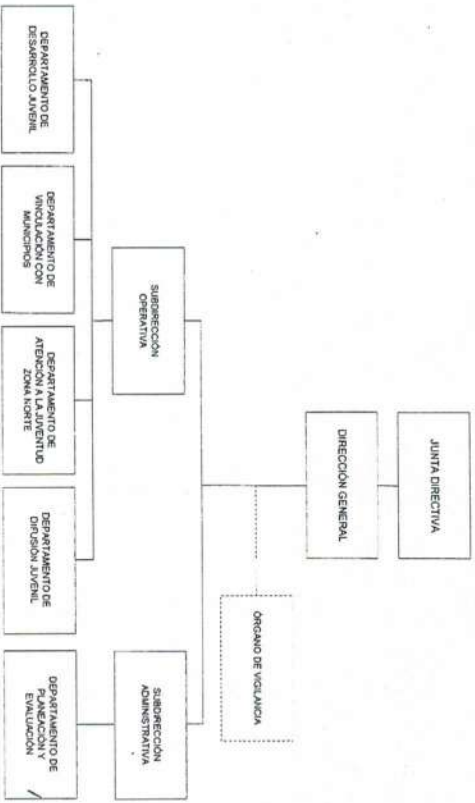 JUNTA DIRECTIVA
DIRECCIÓN GENERAL
ÓRGANO DE VIGILANCIA
SUBDIRECCIÓN
OPERATIVA
SUBDIRECCIÓN
ADMINISTRATIVA
DEPARTAMENTO DE
DESARROLLO JUVENIL
DEPARTAMENTO DE
VINCULACIÓN CON
MUNICIPIOS
DEPARTAMENTO DE
ATENCIÓN A LA JUVENTUD
ZONA NORTE
DEPARTAMENTO DE
DIFUSIÓN JUVENIL
DEPARTAMENTO DE
PLANEACIÓN Y
EVALUACIÓN